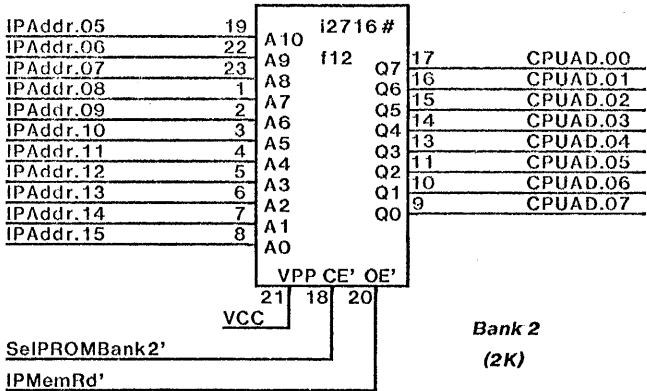 IPAddr.05 19 A10 i2716#
IPAddr.06 22 A9 f12
IPAddr.07 23 A8 Q7 17 CPUAD.00
IPAddr.08 1 A7 Q6 16 CPUAD.01
IPAddr.09 2 A6 Q5 15 CPUAD.02
IPAddr.10 3 A5 Q4 14 CPUAD.03
IPAddr.11 4 A4 Q3 13 CPUAD.04
IPAddr.12 5 A3 Q2 11 CPUAD.05
IPAddr.13 6 A2 Q1 10 CPUAD.06
IPAddr.14 7 A1 Q0 9 CPUAD.07
IPAddr.15 8 A0
VPP CE' OE'
21 18 20
VCC
SelPROMBank2'
IPMemRd'
Bank 2
(2K)